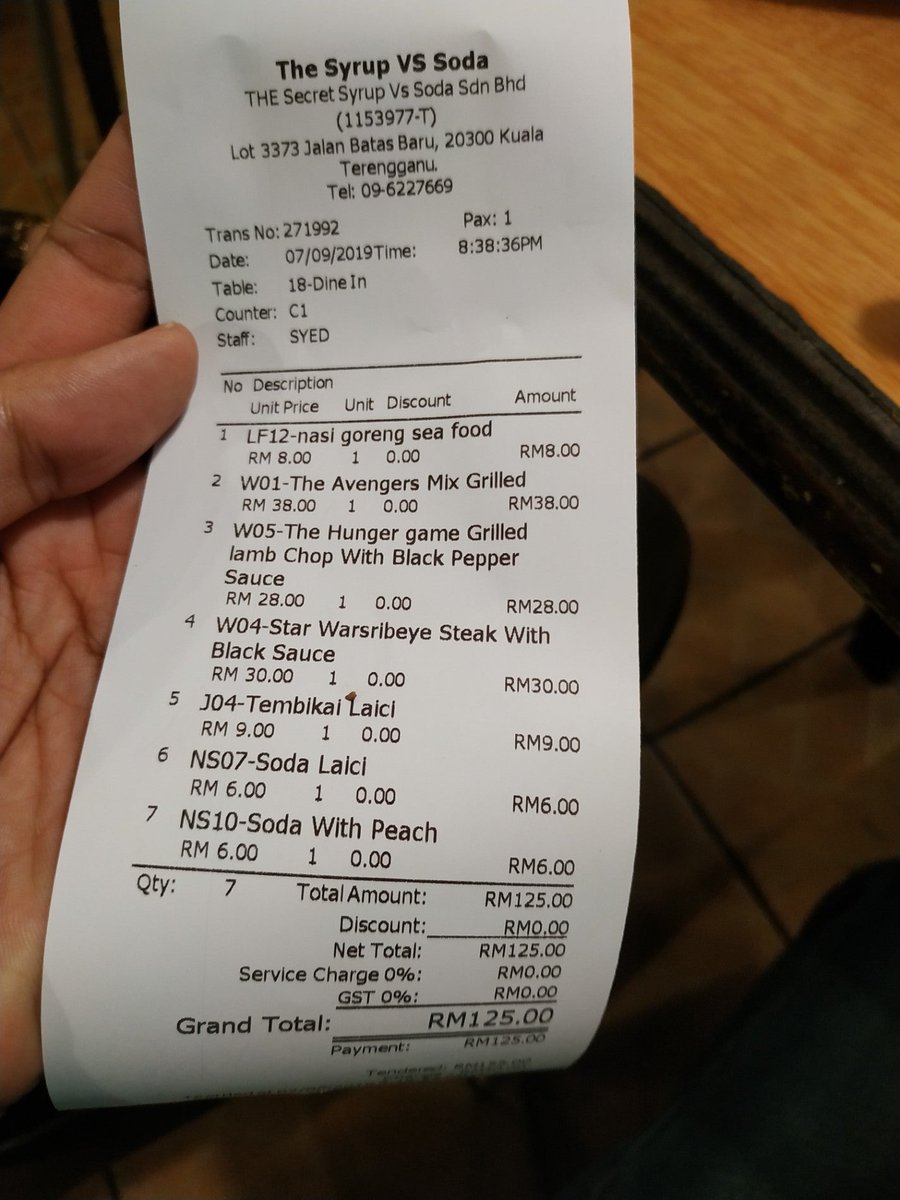 The Syrup VS Soda
THE Secret Syrup Vs Soda Sdn Bhd
(1153977-T)
Lot 3373 Jalan Batas Baru, 20300 Kuala
Terengganu.
Tel: 09-6227669
Trans No: 271992 Pax: 1
Date: 07/09/2019 Time: 8:38:36PM
Table: 18-Dine In
Counter: C1
Staff: SYED
No Description
Unit Price Unit Discount Amount
1 LF12-nasi goreng sea food
RM 8.00 1 0.00 RM8.00
2 W01-The Avengers Mix Grilled
RM 38.00 1 0.00 RM38.00
3 W05-The Hunger game Grilled
lamb Chop With Black Pepper
Sauce
RM 28.00 1 0.00 RM28.00
4 W04-Star Warsribeye Steak With
Black Sauce
RM 30.00 1 0.00 RM30.00
5 J04-Tembikai Laici
RM 9.00 1 0.00 RM9.00
6 NS07-Soda Laici
RM 6.00 1 0.00 RM6.00
7 NS10-Soda With Peach
RM 6.00 1 0.00 RM6.00
Qty: 7 Total Amount: RM125.00
Discount: RM0.00
Net Total: RM125.00
Service Charge 0%: RM0.00
GST 0%: RM0.00
Grand Total: RM125.00
Payment: RM125.00
Tendered: